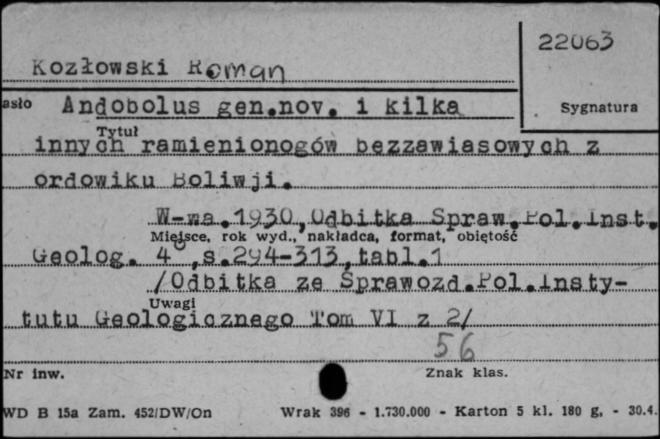 22063
Kozłowski Roman
asło Andobolus gen.nov. i kilka
Sygnatura
Tytuł
innych ramienionogów bezzawiasowych z
ordowiku Boliwji.
W-wa.1930,Odbitka Spraw.Pol.Inst.
Miejsce, rok wyd., nakładca, format, objętość
Geolog. 4°,s.294-313,tabl.1
/Odbitka ze Sprawozd.Pol.Insty-
Uwagi
tutu Geologicznego Tom VI z 2/
56
Nr inw.
Znak klas.
WD B 15a Zam. 452/DW/On Wrak 396 - 1.730.000 - Karton 5 kl. 180 g. - 30.4.